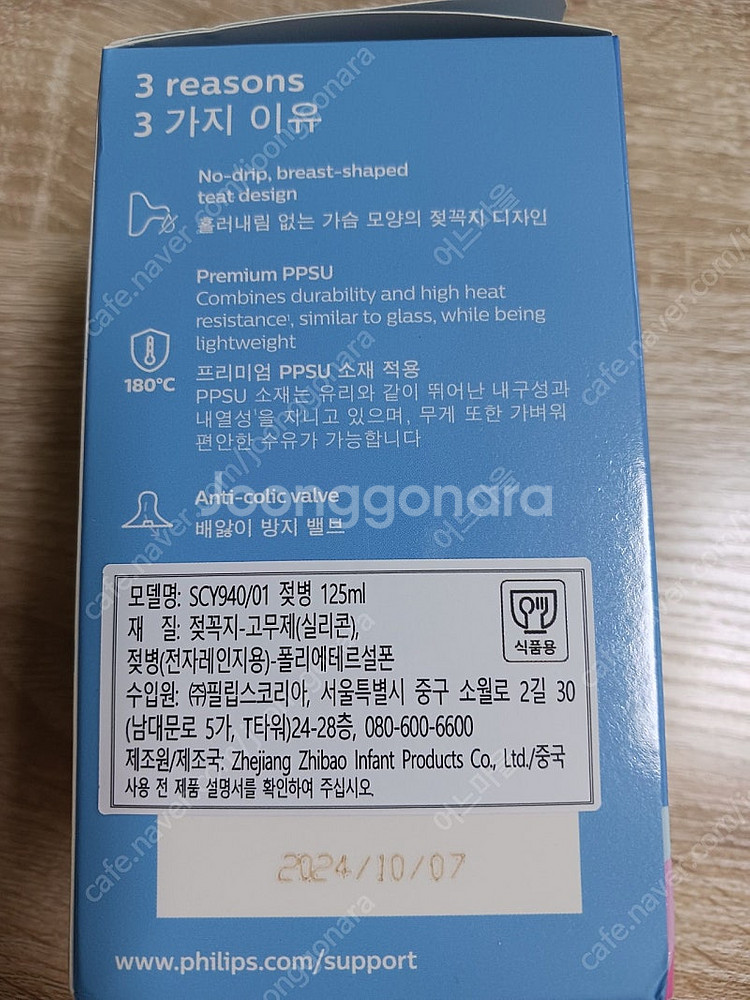 3 reasons
3 가지 이유
No-drip, breast-shaped
teat design
흘러내림 없는 가슴 모양의 젖꼭지 디자인
Premium PPSU
Combines durability and high heat
resistance¹, similar to glass, while being
lightweight
180°C
프리미엄 PPSU 소재 적용
PPSU 소재는 유리와 같이 뛰어난 내구성과
내열성¹을 지니고 있으며, 무게 또한 가벼워
편안한 수유가 가능합니다
Anti-colic valve
배앓이 방지 밸브
Joonggonara
모델명: SCY940/01 젖병 125ml
재 질: 젖꼭지-고무제(실리콘),
젖병(전자레인지용)-폴리에테르설폰
식품용
수입원: ㈜필립스코리아, 서울특별시 중구 소월로 2길 30
(남대문로 5가, T타워)24-28층, 080-600-6600
제조원/제조국: Zhejiang Zhibao Infant Products Co., Ltd./중국
사용 전 제품 설명서를 확인하여 주십시오.
2024/10/07
www.philips.com/support
cafe.naver.com/joonggonara
어느마을